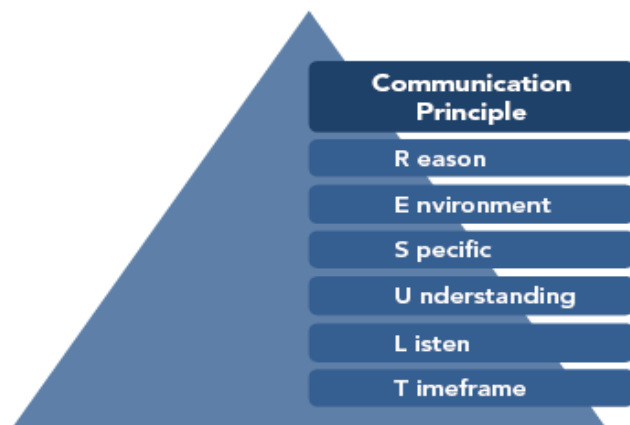 Communication
Principle
R eason
E nvironment
S pecific
U nderstanding
L isten
T imeframe